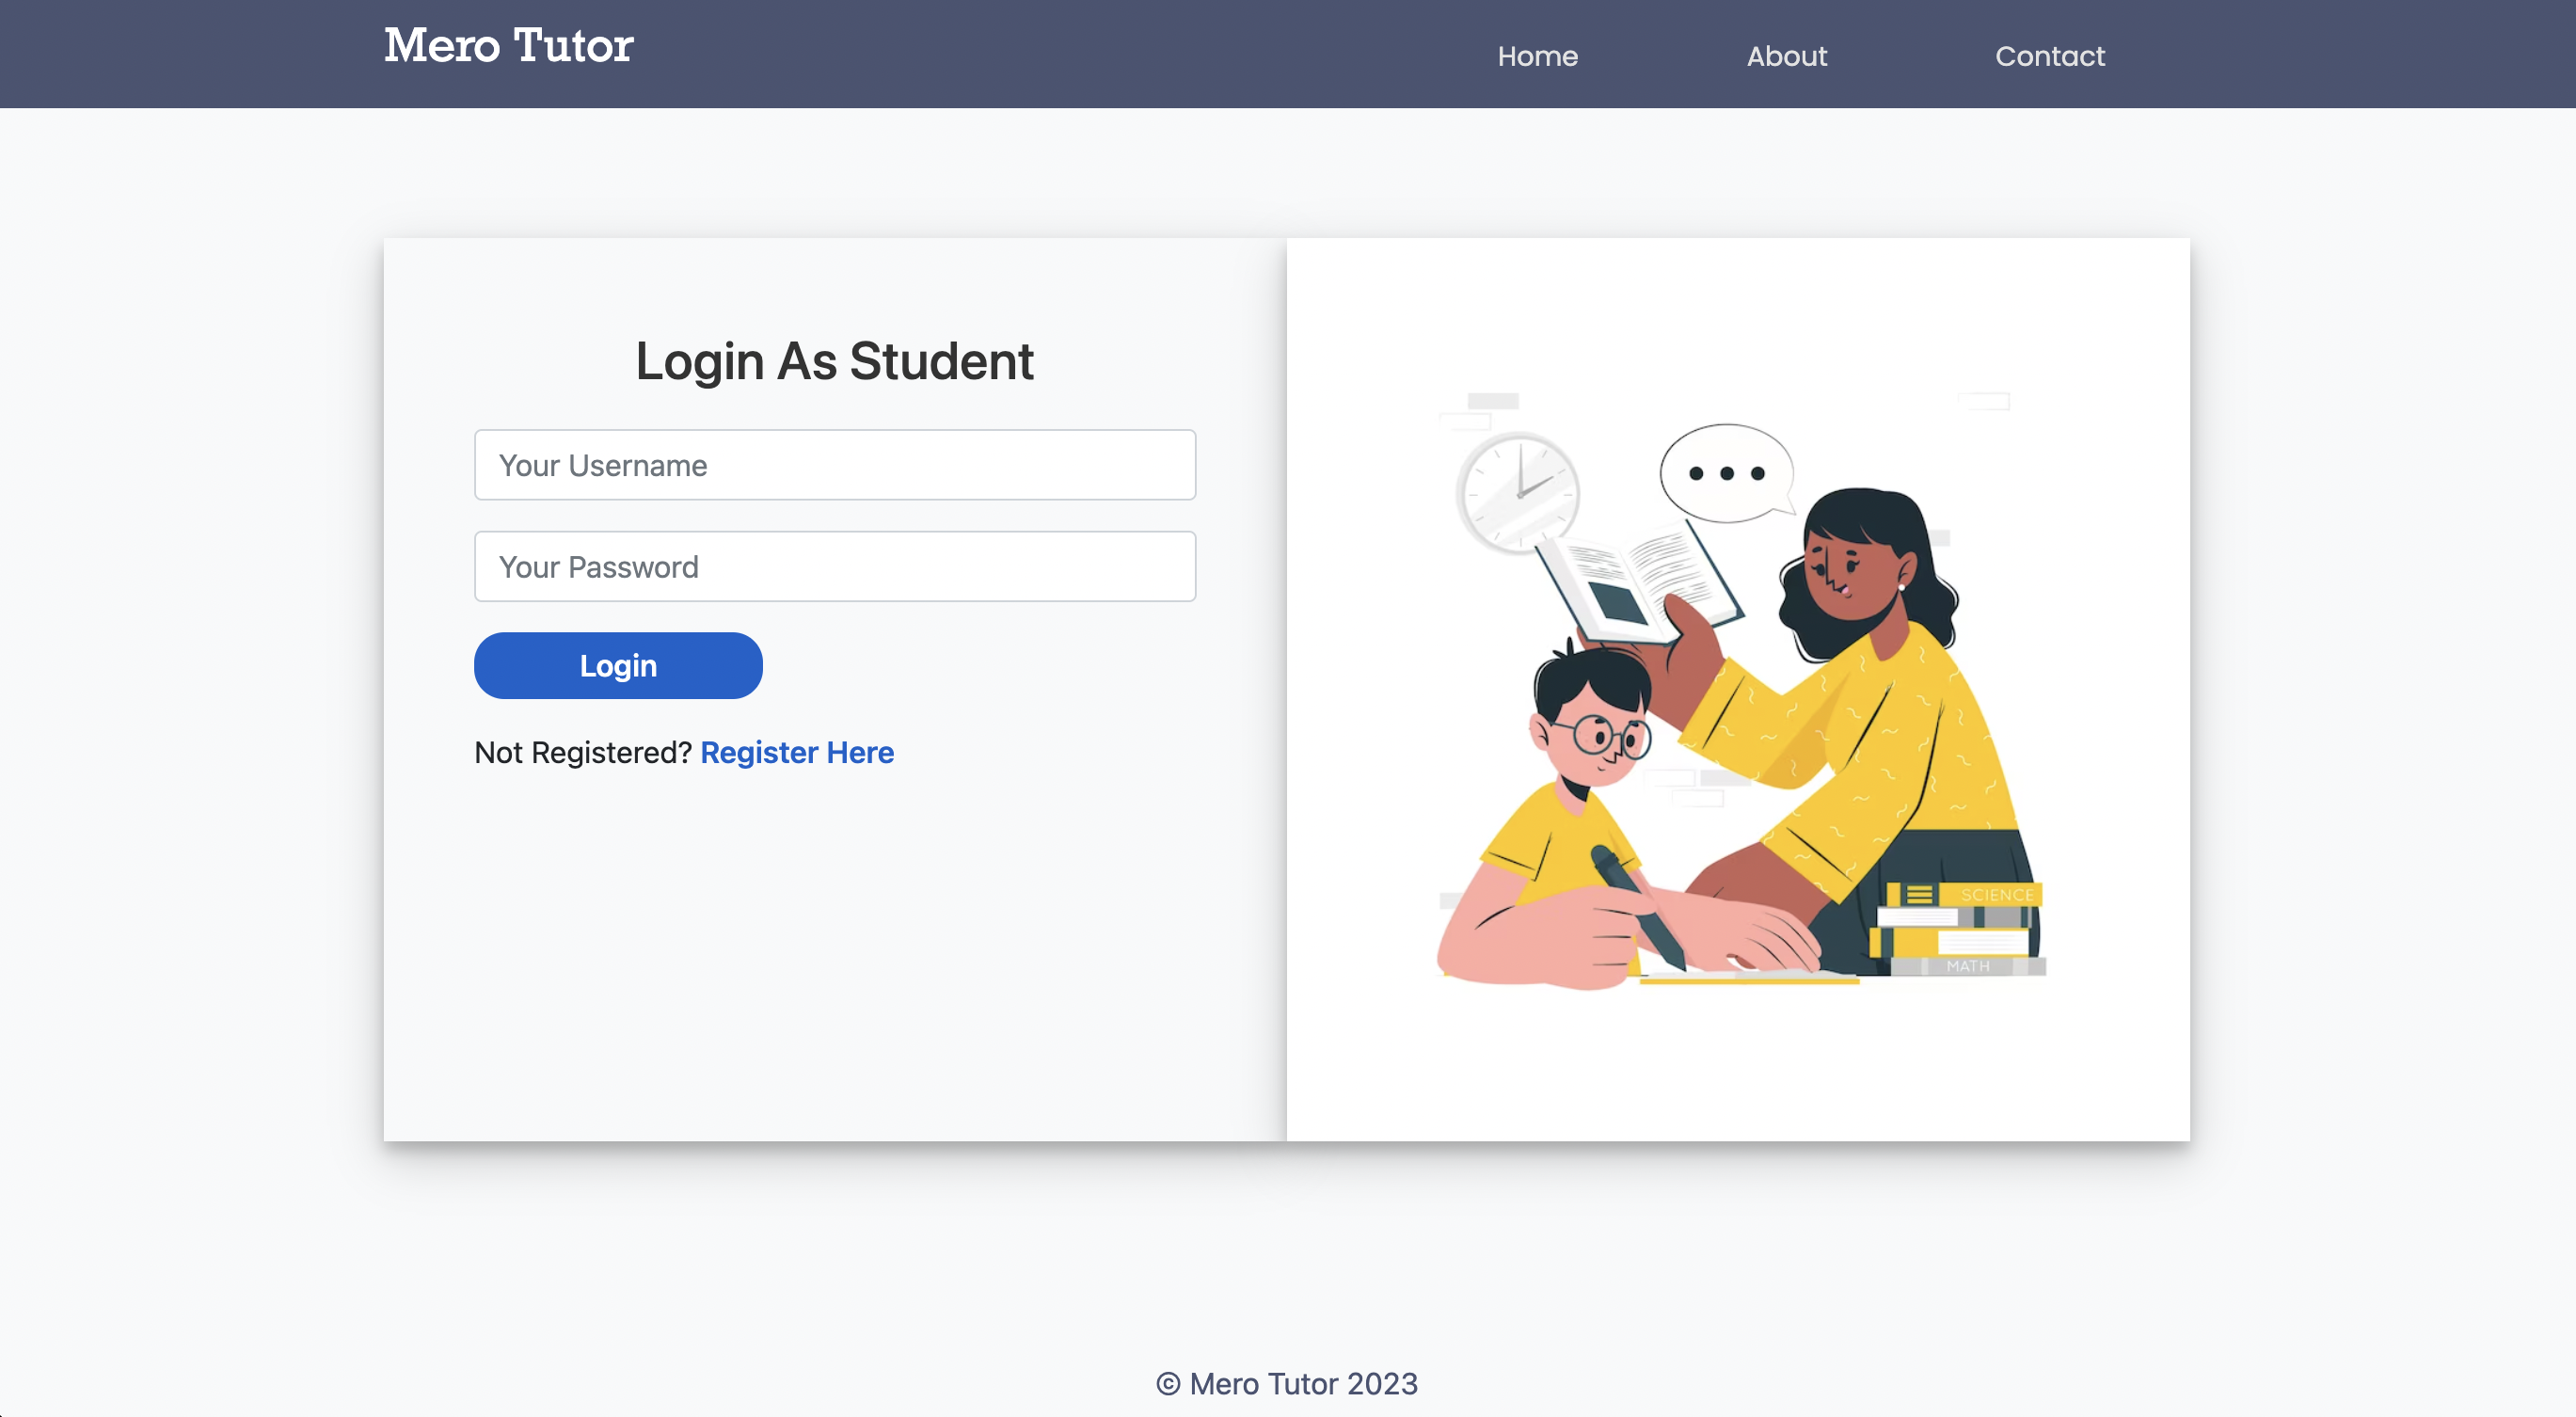 Mero Tutor
Home About Contact
Login As Student
Your Username
Your Password
Login
Not Registered? Register Here
SCIENCE
MATH
© Mero Tutor 2023